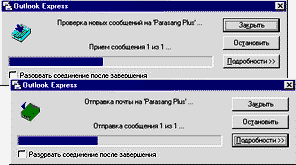 Outlook Express
Проверка новых сообщений на 'Parasang Plus' ...
Закрыть
Остановить
Прием сообщения 1 из 1 ...
Подробности >>
Разорвать соединение после завершения
Outlook Express
Отправка почты на 'Parasang Plus' ...
Закрыть
Остановить
Отправка сообщения 1 из 1 ...
Подробности >>
Разорвать соединение после завершения